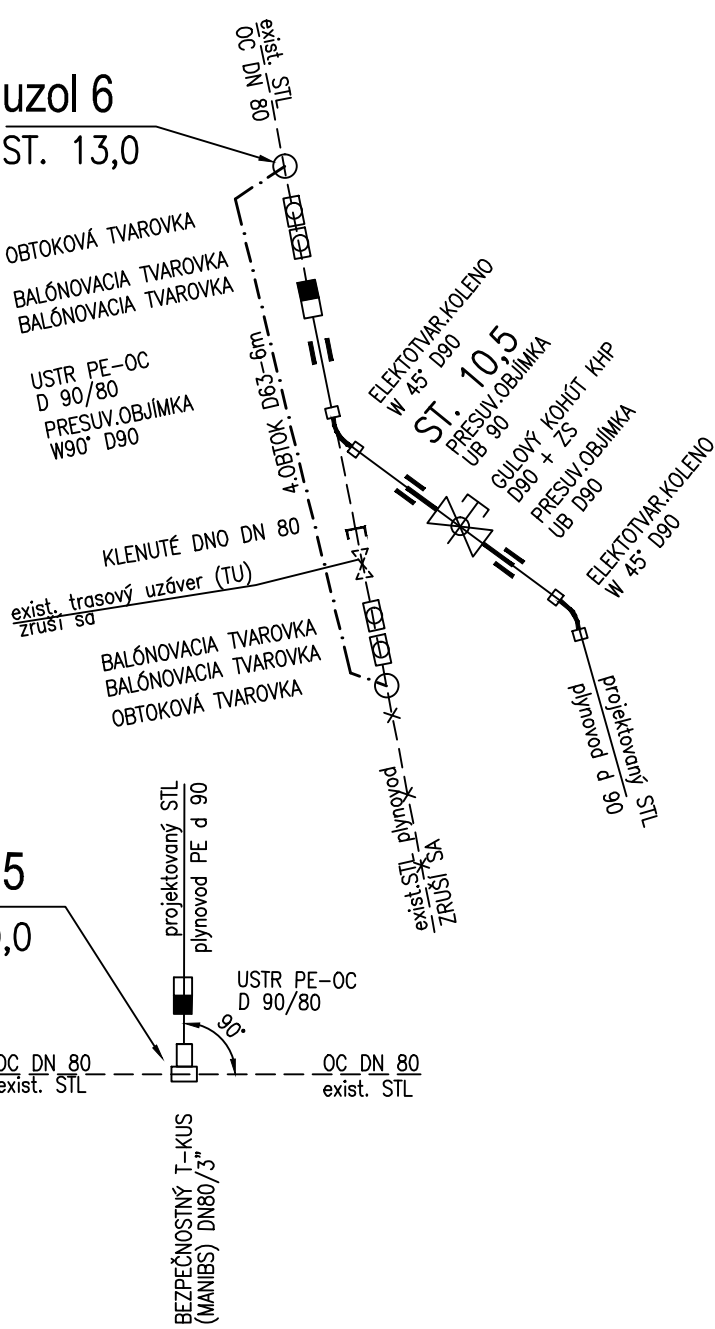 exist. STL
OC DN 80
uzol 6
ST. 13,0
OBTOKOVÁ TVAROVKA
BALÓNOVACIA TVAROVKA
BALÓNOVACIA TVAROVKA
USTR PE-OC
D 90/80
PRESUV.OBJÍMKA
W90° D90
4.OBTOK D63-6m
ELEKTOTVAR.KOLENO
W 45° D90
ST. 10,5
PRESUV.OBJÍMKA
UB 90
GULOVÝ KOHÚT KHP
D90 + ZS
PRESUV.OBJÍMKA
UB D90
ELEKTOTVAR.KOLENO
W 45° D90
KLENUTÉ DNO DN 80
exist. trasový uzáver (TU)
zruší sa
BALÓNOVACIA TVAROVKA
BALÓNOVACIA TVAROVKA
OBTOKOVÁ TVAROVKA
projektovaný STL
plynovod d 90
exist.STL plynovod
ZRUŠÍ SA
projektovaný STL
plynovod PE d 90
5
,0
USTR PE-OC
D 90/80
90°
OC DN 80
exist. STL
OC DN 80
exist. STL
BEZPEČNOSTNÝ T-KUS
(MANIBS) DN80/3"